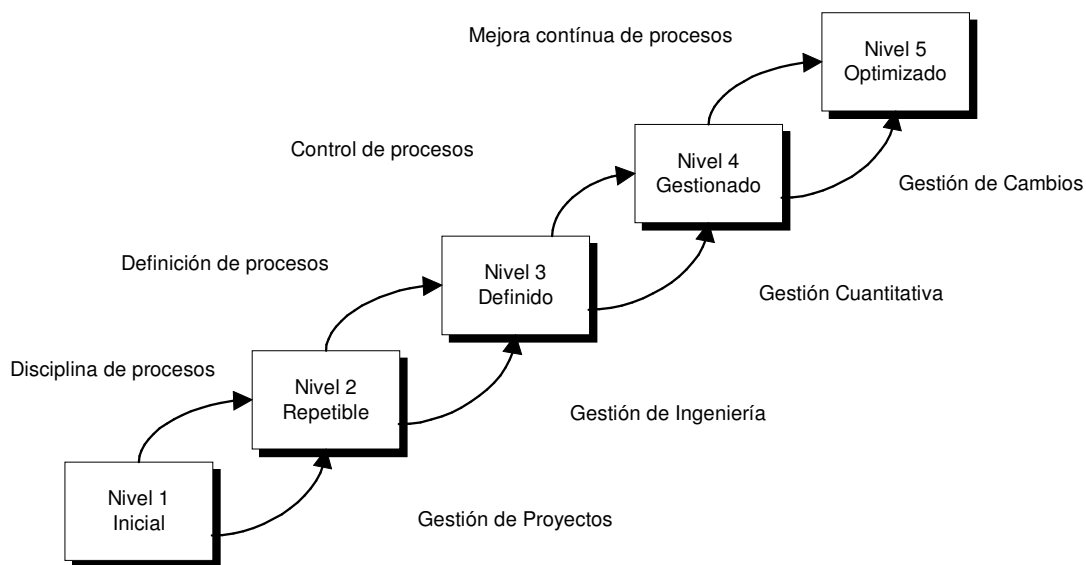 Mejora contínua de procesos
Nivel 5
Optimizado
Control de procesos
Nivel 4
Gestionado
Gestión de Cambios
Definición de procesos
Nivel 3
Definido
Gestión Cuantitativa
Disciplina de procesos
Nivel 2
Repetible
Gestión de Ingeniería
Nivel 1
Inicial
Gestión de Proyectos